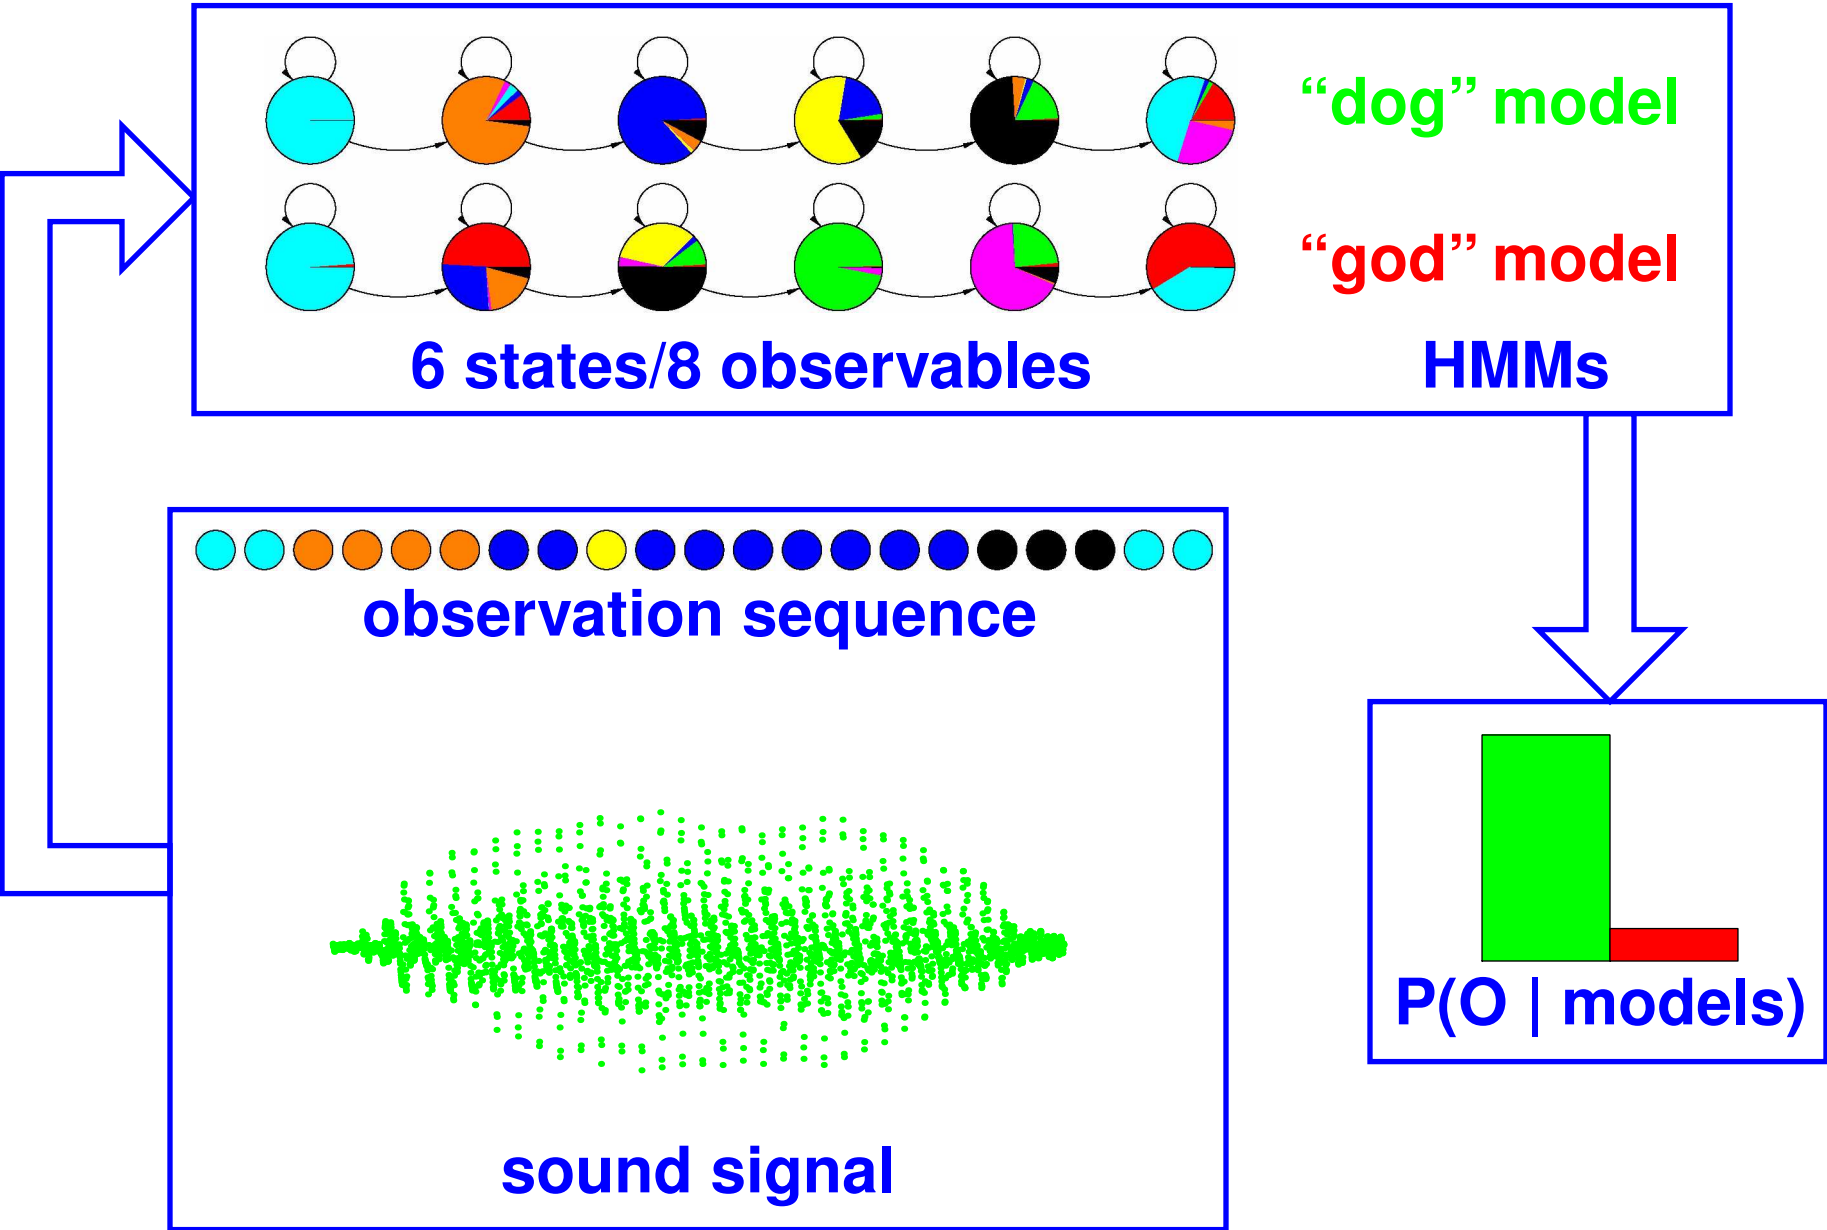 “dog” model
“god” model
6 states/8 observables HMMs
observation sequence
sound signal
P(O | models)